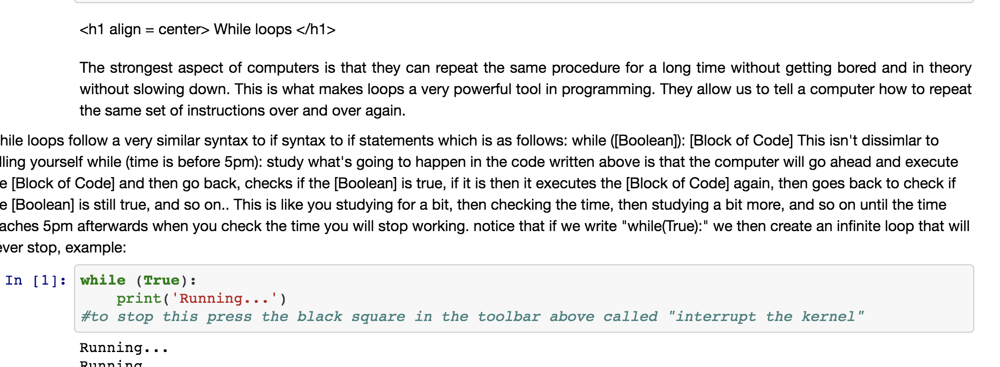 <h1 align = center> While loops </h1>
The strongest aspect of computers is that they can repeat the same procedure for a long time without getting bored and in theory
without slowing down. This is what makes loops a very powerful tool in programming. They allow us to tell a computer how to repeat
the same set of instructions over and over again.
hile loops follow a very similar syntax to if syntax to if statements which is as follows: while ([Boolean]): [Block of Code] This isn't dissimlar to
lling yourself while (time is before 5pm): study what's going to happen in the code written above is that the computer will go ahead and execute
e [Block of Code] and then go back, checks if the [Boolean] is true, if it is then it executes the [Block of Code] again, then goes back to check if
e [Boolean] is still true, and so on.. This is like you studying for a bit, then checking the time, then studying a bit more, and so on until the time
aches 5pm afterwards when you check the time you will stop working. notice that if we write "while(True):" we then create an infinite loop that will
ever stop, example:
In [1]: while (True):
print('Running...')
#to stop this press the black square in the toolbar above called "interrupt the kernel"
Running...
Running